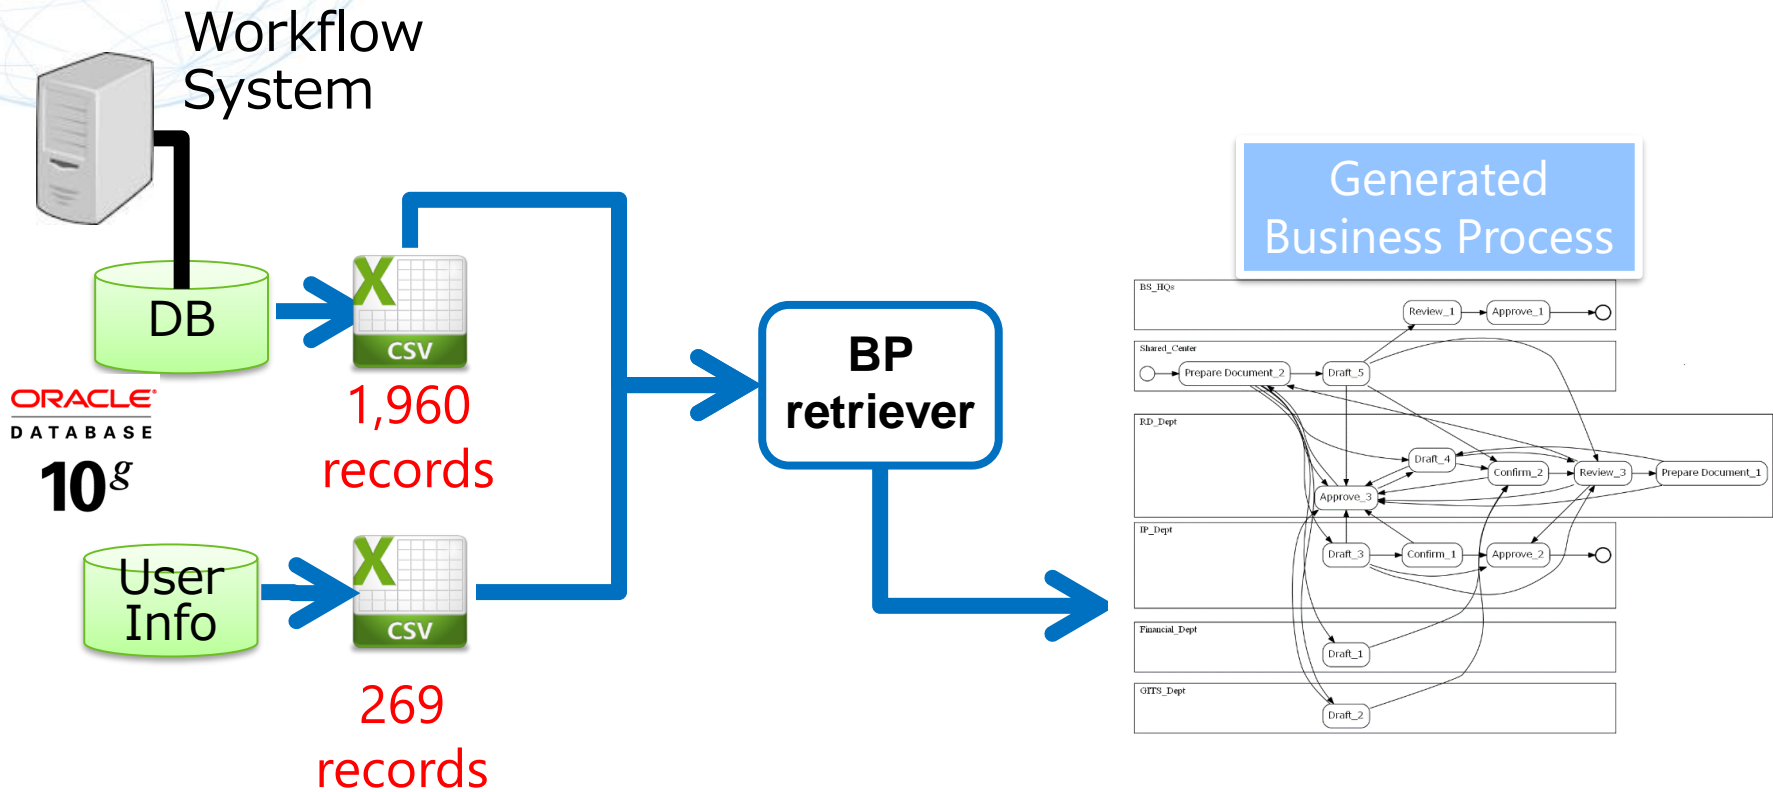 Workflow
System
DB
ORACLE
DATABASE
10g
CSV
1,960
records
User
Info
CSV
269
records
BP
retriever
Generated
Business Process
BS_HQs
Review_1
Approve_1
Shared_Center
Prepare Document_2
Draft_5
RD_Dept
Draft_4
Confirm_2
Review_3
Prepare Document_1
Approve_3
IP_Dept
Draft_3
Confirm_1
Approve_2
Financial_Dept
Draft_1
GITS_Dept
Draft_2